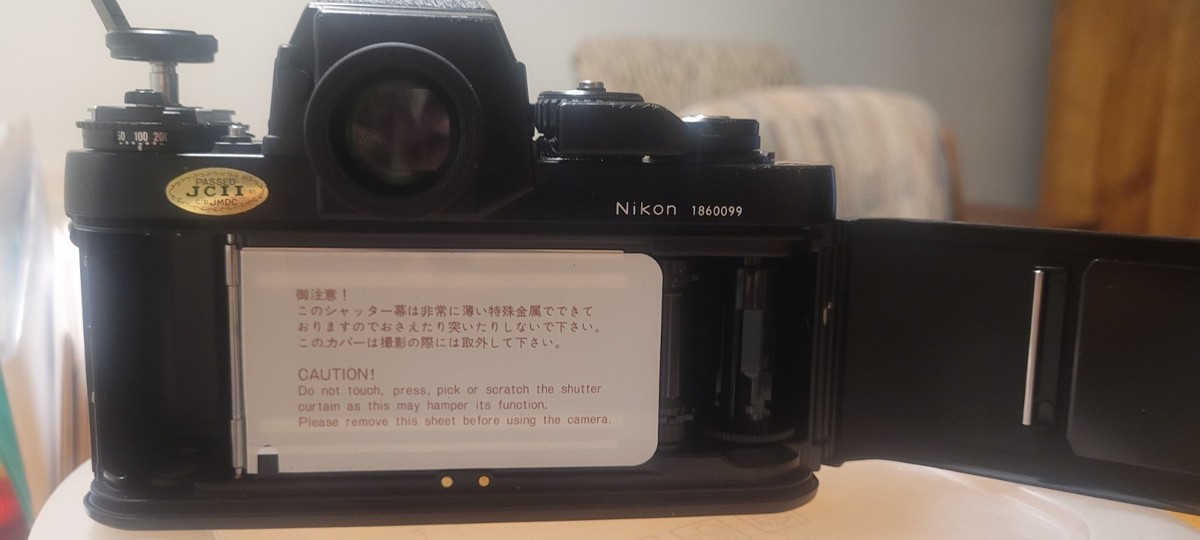 50 100 200
PASSED
JCII
JMDC
Nikon 1860099
御注意！
このシャッター幕は非常に薄い特殊金属でできて
おりますのでおさえたり突いたりしないで下さい。
このカバーは撮影の際には取外して下さい。
CAUTION!
Do not touch, press, pick or scratch the shutter
curtain as this may hamper its function.
Please remove this sheet before using the camera.